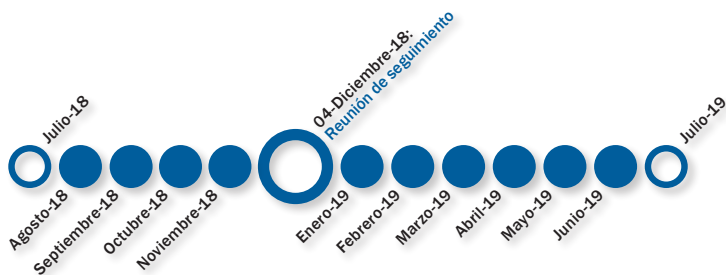 Julio-18
Agosto-18
Septiembre-18
Octubre-18
Noviembre-18
04-Diciembre-18:
Reunión de seguimiento
Enero-19
Febrero-19
Marzo-19
Abril-19
Mayo-19
Junio-19
Julio-19